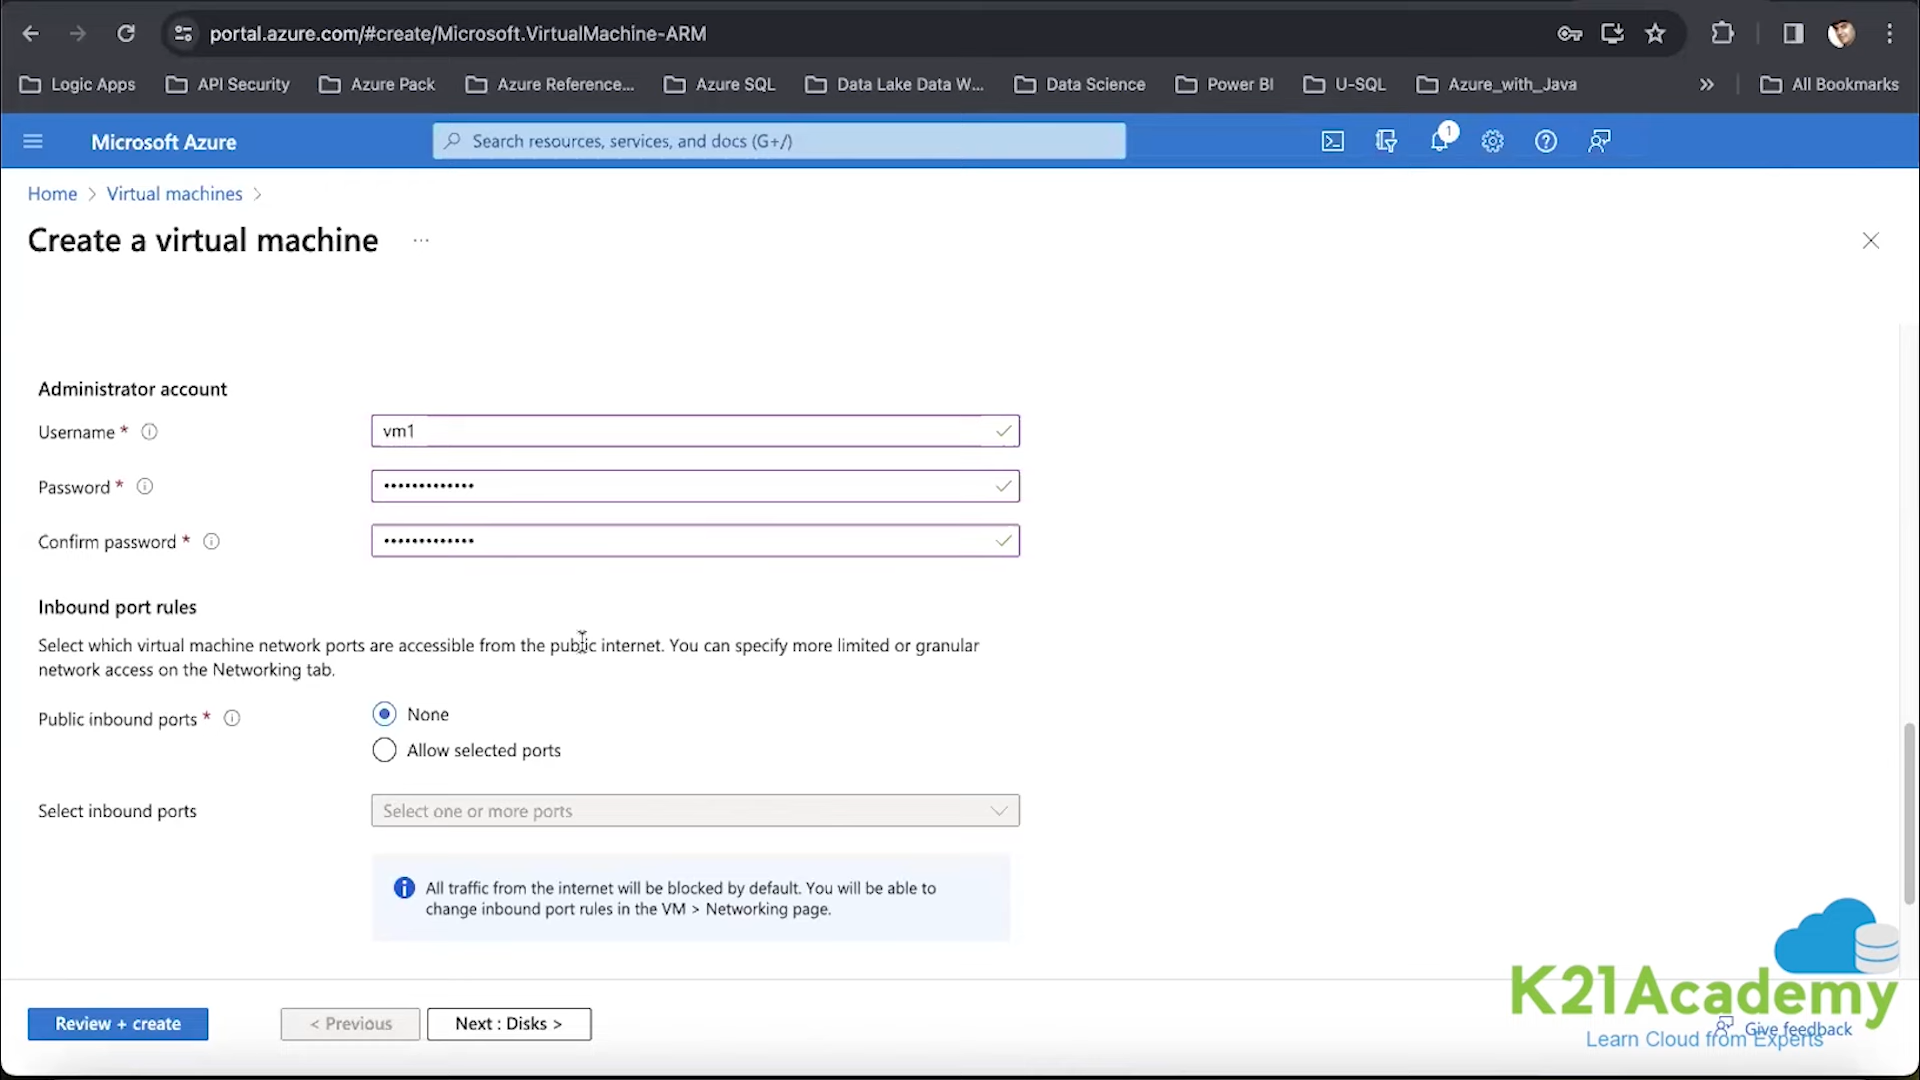 portal.azure.com/#create/Microsoft.VirtualMachine-ARM
Logic Apps
API Security
Azure Pack
Azure Reference...
Azure SQL
Data Lake Data W...
Data Science
Power BI
U-SQL
Azure_with_Java
All Bookmarks
Microsoft Azure
Search resources, services, and docs (G+/)
1
Home > Virtual machines >
Create a virtual machine ...
Administrator account
Username *
vm1
Password *
•••••••••••••
Confirm password *
•••••••••••••
Inbound port rules
Select which virtual machine network ports are accessible from the public internet. You can specify more limited or granular
network access on the Networking tab.
Public inbound ports *
None
Allow selected ports
Select inbound ports
Select one or more ports
All traffic from the internet will be blocked by default. You will be able to
change inbound port rules in the VM > Networking page.
Review + create
< Previous
Next : Disks >
K21Academy
Give feedback
Learn Cloud from Experts